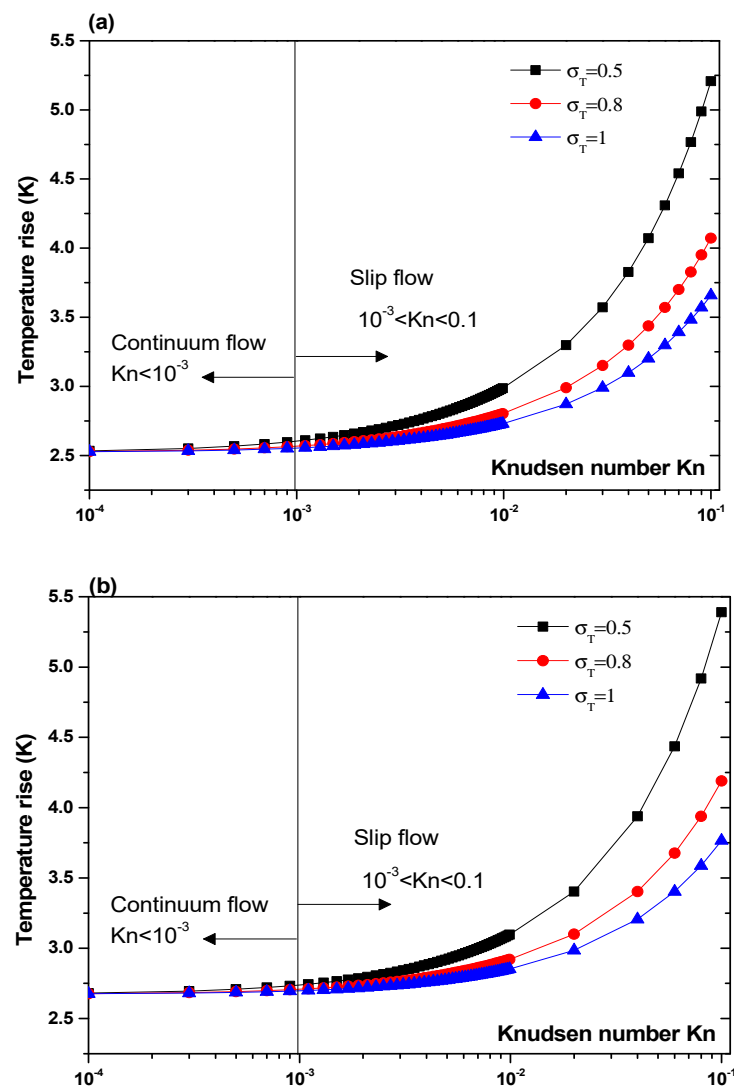 (a)
5.5
5.0
4.5
4.0
3.5
3.0
2.5
Temperature rise (K)
σT=0.5
σT=0.8
σT=1
Slip flow
10-3<Kn<0.1
Continuum flow
Kn<10-3
Knudsen number Kn
10-4
10-3
10-2
10-1
(b)
5.5
5.0
4.5
4.0
3.5
3.0
2.5
Temperature rise (K)
σT=0.5
σT=0.8
σT=1
Slip flow
10-3<Kn<0.1
Continuum flow
Kn<10-3
Knudsen number Kn
10-4
10-3
10-2
10-1